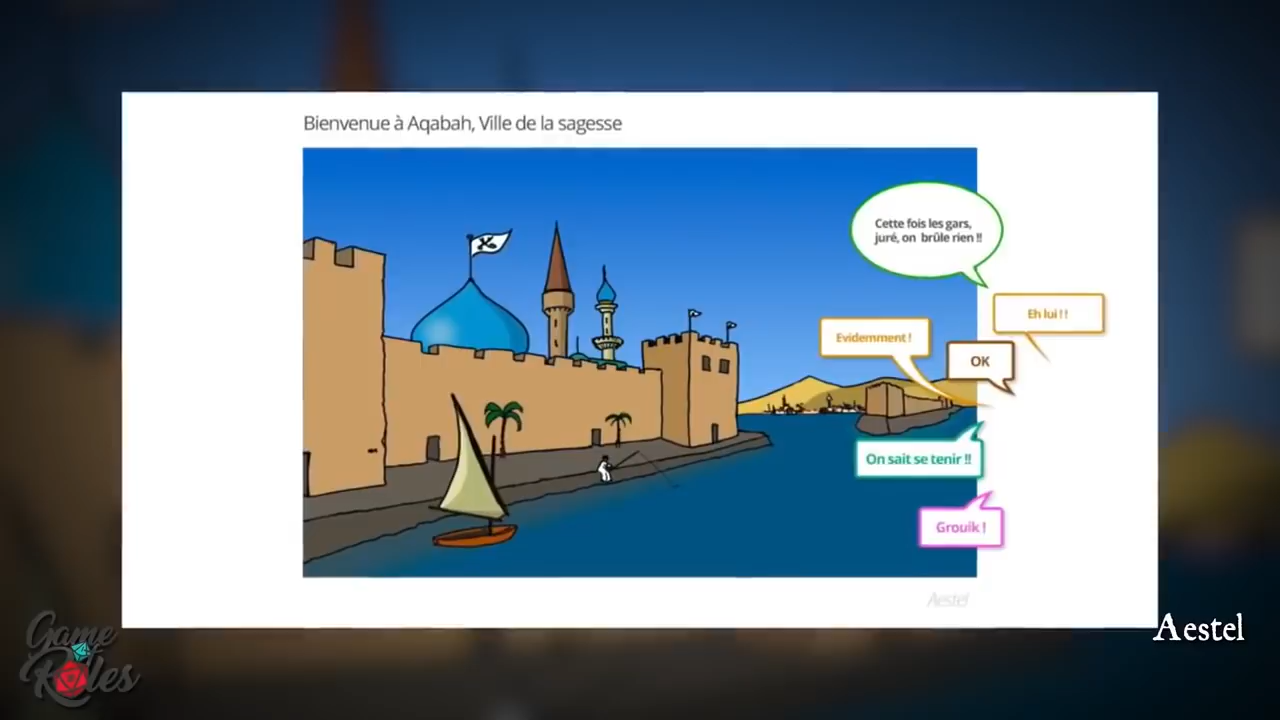 Bienvenue à Aqabah, Ville de la sagesse
Cette fois les gars,
juré, on brûle rien !!
Eh lui !!
Evidemment !
OK
On sait se tenir !!
Grouik !
Aestel
Aestel
Game
Rôles